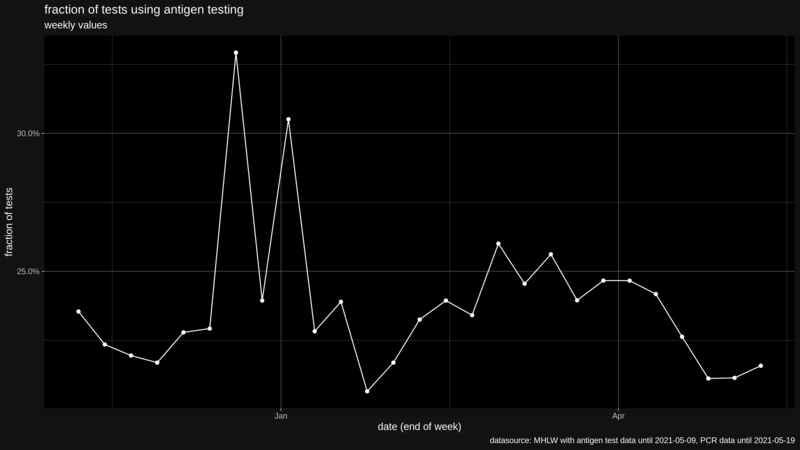 fraction of tests using antigen testing
weekly values
30.0%
25.0%
fraction of tests
Jan
Apr
date (end of week)
datasource: MHLW with antigen test data until 2021-05-09, PCR data until 2021-05-19